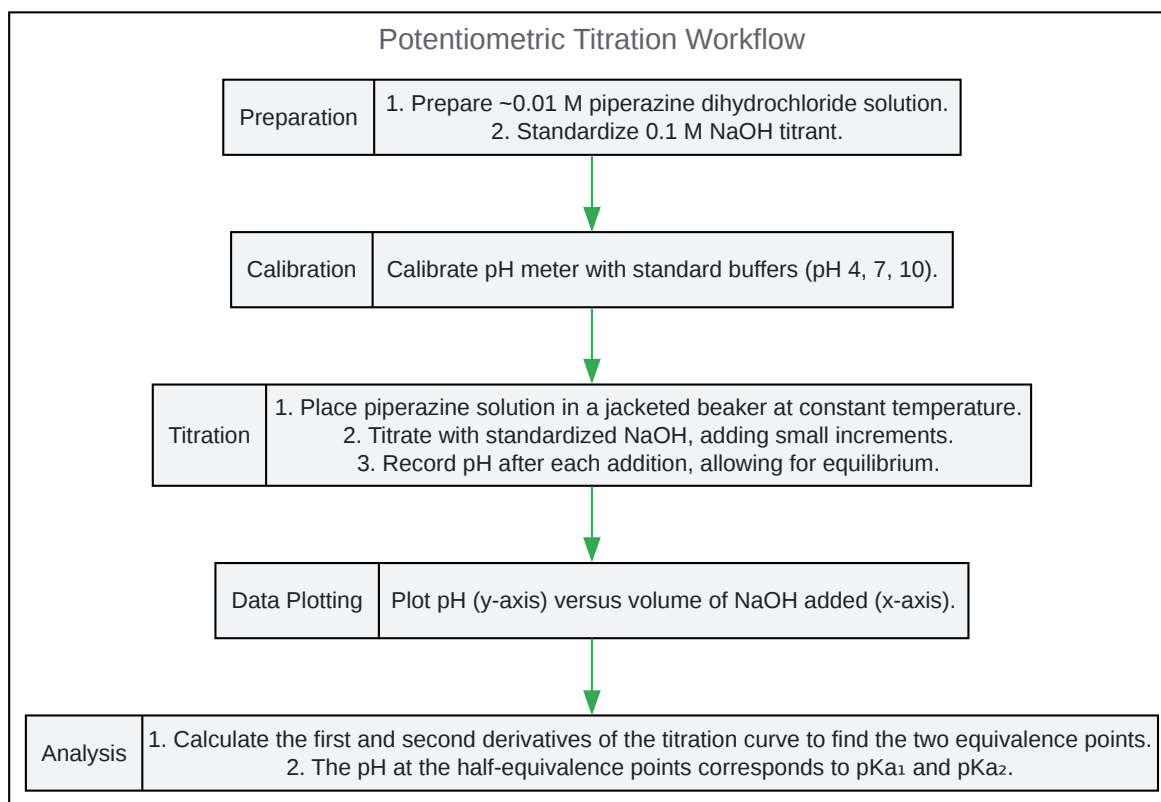 Potentiometric Titration Workflow
Preparation
1. Prepare ~0.01 M piperazine dihydrochloride solution.
2. Standardize 0.1 M NaOH titrant.
Calibration
Calibrate pH meter with standard buffers (pH 4, 7, 10).
Titration
1. Place piperazine solution in a jacketed beaker at constant temperature.
2. Titrate with standardized NaOH, adding small increments.
3. Record pH after each addition, allowing for equilibrium.
Data Plotting
Plot pH (y-axis) versus volume of NaOH added (x-axis).
Analysis
1. Calculate the first and second derivatives of the titration curve to find the two equivalence points.
2. The pH at the half-equivalence points corresponds to pKa₁ and pKa₂.